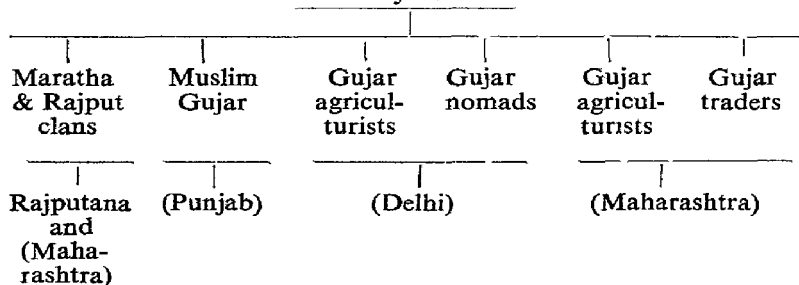 Maratha Muslim Gujar Gujar Gujar Gujar
& Rajput Gujar agricul- nomads agricul- traders
clans turists turists
Rajputana (Punjab) (Delhi) (Maharashtra)
and
(Maha-
rashtra)